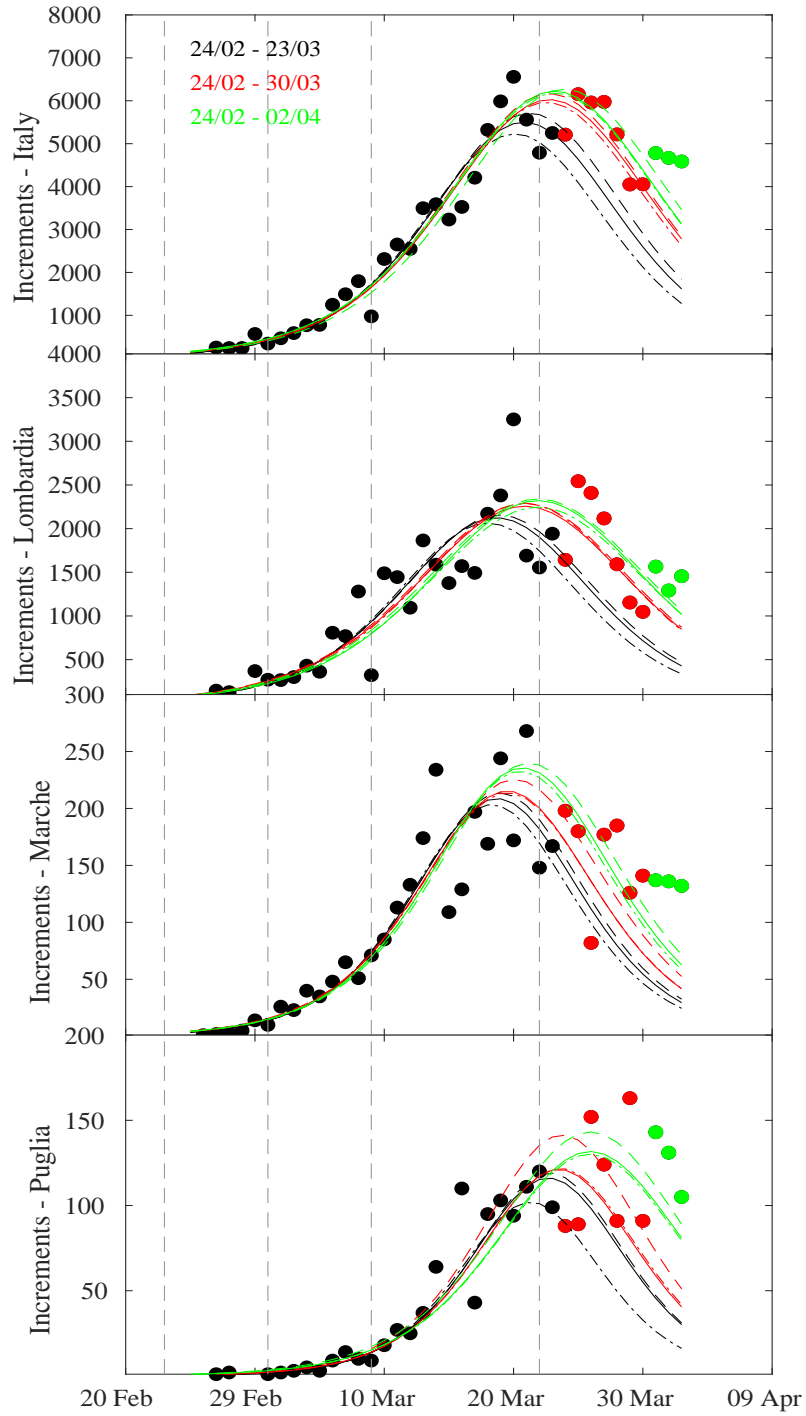 8000
24/02 - 23/03
7000
24/02 - 30/03
6000
24/02 - 02/04
5000
4000
3000
2000
1000
Increments - Italy
4000
3500
3000
2500
2000
1500
1000
500
Increments - Lombardia
300
250
200
150
100
50
Increments - Marche
200
150
100
50
Increments - Puglia
20 Feb
29 Feb
10 Mar
20 Mar
30 Mar
09 Apr